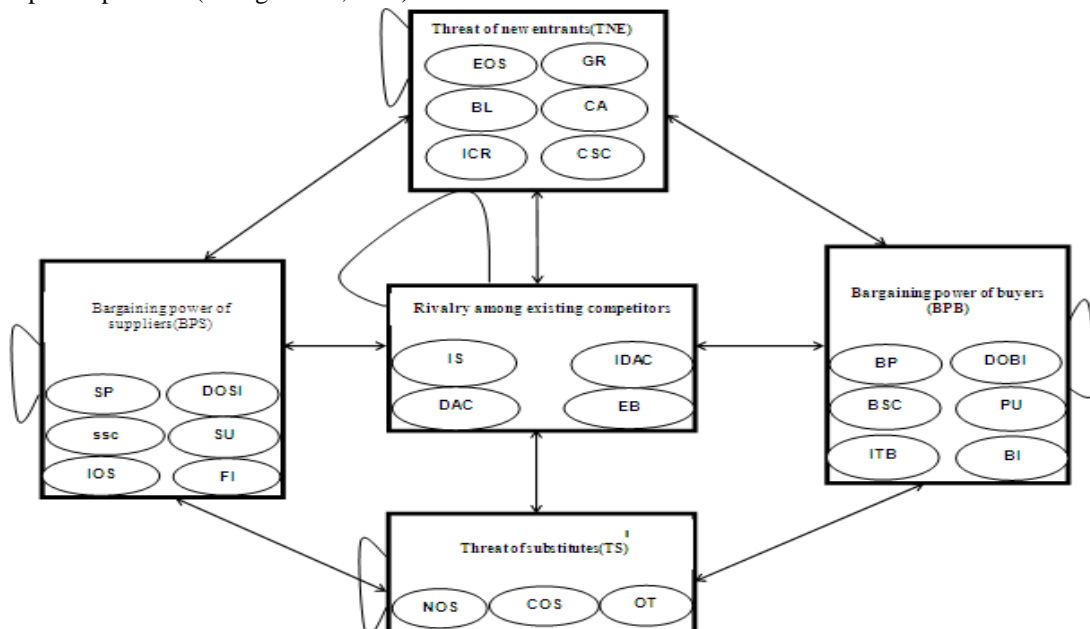 Threat of new entrants(TNE)
EOS
GR
BL
CA
ICR
CSC
Bargaining power of
suppliers(BPS)
SP
DOSI
ssc
SU
IOS
FI
Rivalry among existing competitors
IS
IDAC
DAC
EB
Bargaining power of buyers
(BPB)
BP
DOBI
BSC
PU
ITB
BI
Threat of substitutes(TS)
NOS
COS
OT